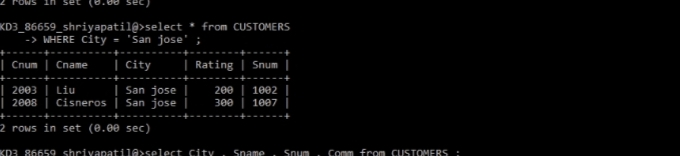 2 rows in set (0.00 sec)
KD3_86659_shriyapatil@>select * from CUSTOMERS
    -> WHERE City = 'San jose' ;
+------+----------+----------+--------+------+
| Cnum | Cname    | City     | Rating | Snum |
+------+----------+----------+--------+------+
| 2003 | Liu      | San jose |    200 | 1002 |
| 2008 | Cisneros | San jose |    300 | 1007 |
+------+----------+----------+--------+------+
2 rows in set (0.00 sec)
KD3_86659_shriyapatil@>select City , Sname , Snum , Comm from CUSTOMERS ;